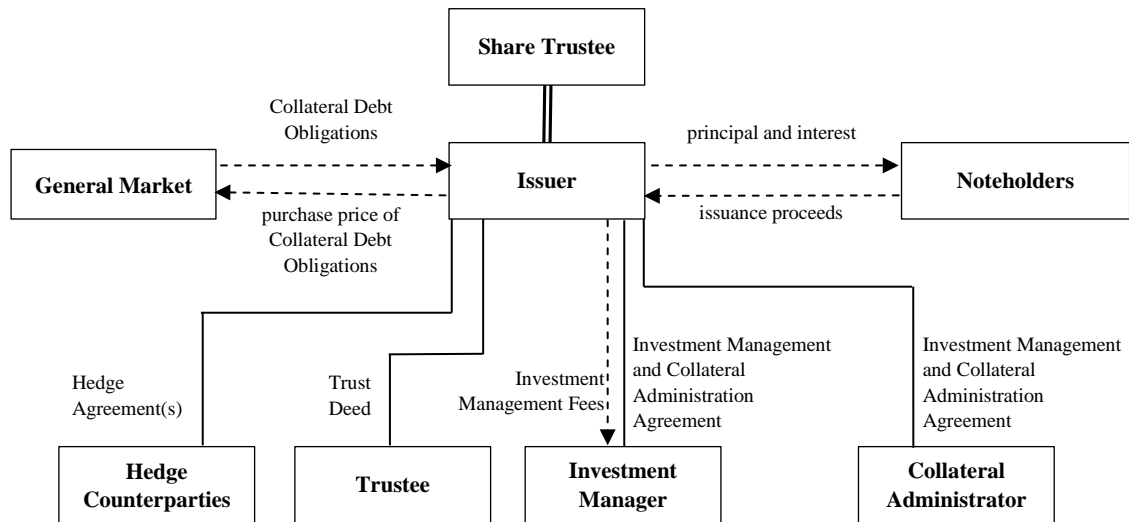 Share Trustee
Collateral Debt
Obligations
principal and interest
General Market
Issuer
Noteholders
purchase price of
Collateral Debt
Obligations
issuance proceeds
Hedge
Agreement(s)
Trust
Deed
Investment
Management Fees
Investment Management
and Collateral
Administration
Agreement
Investment Management
and Collateral
Administration
Agreement
Hedge
Counterparties
Trustee
Investment
Manager
Collateral
Administrator